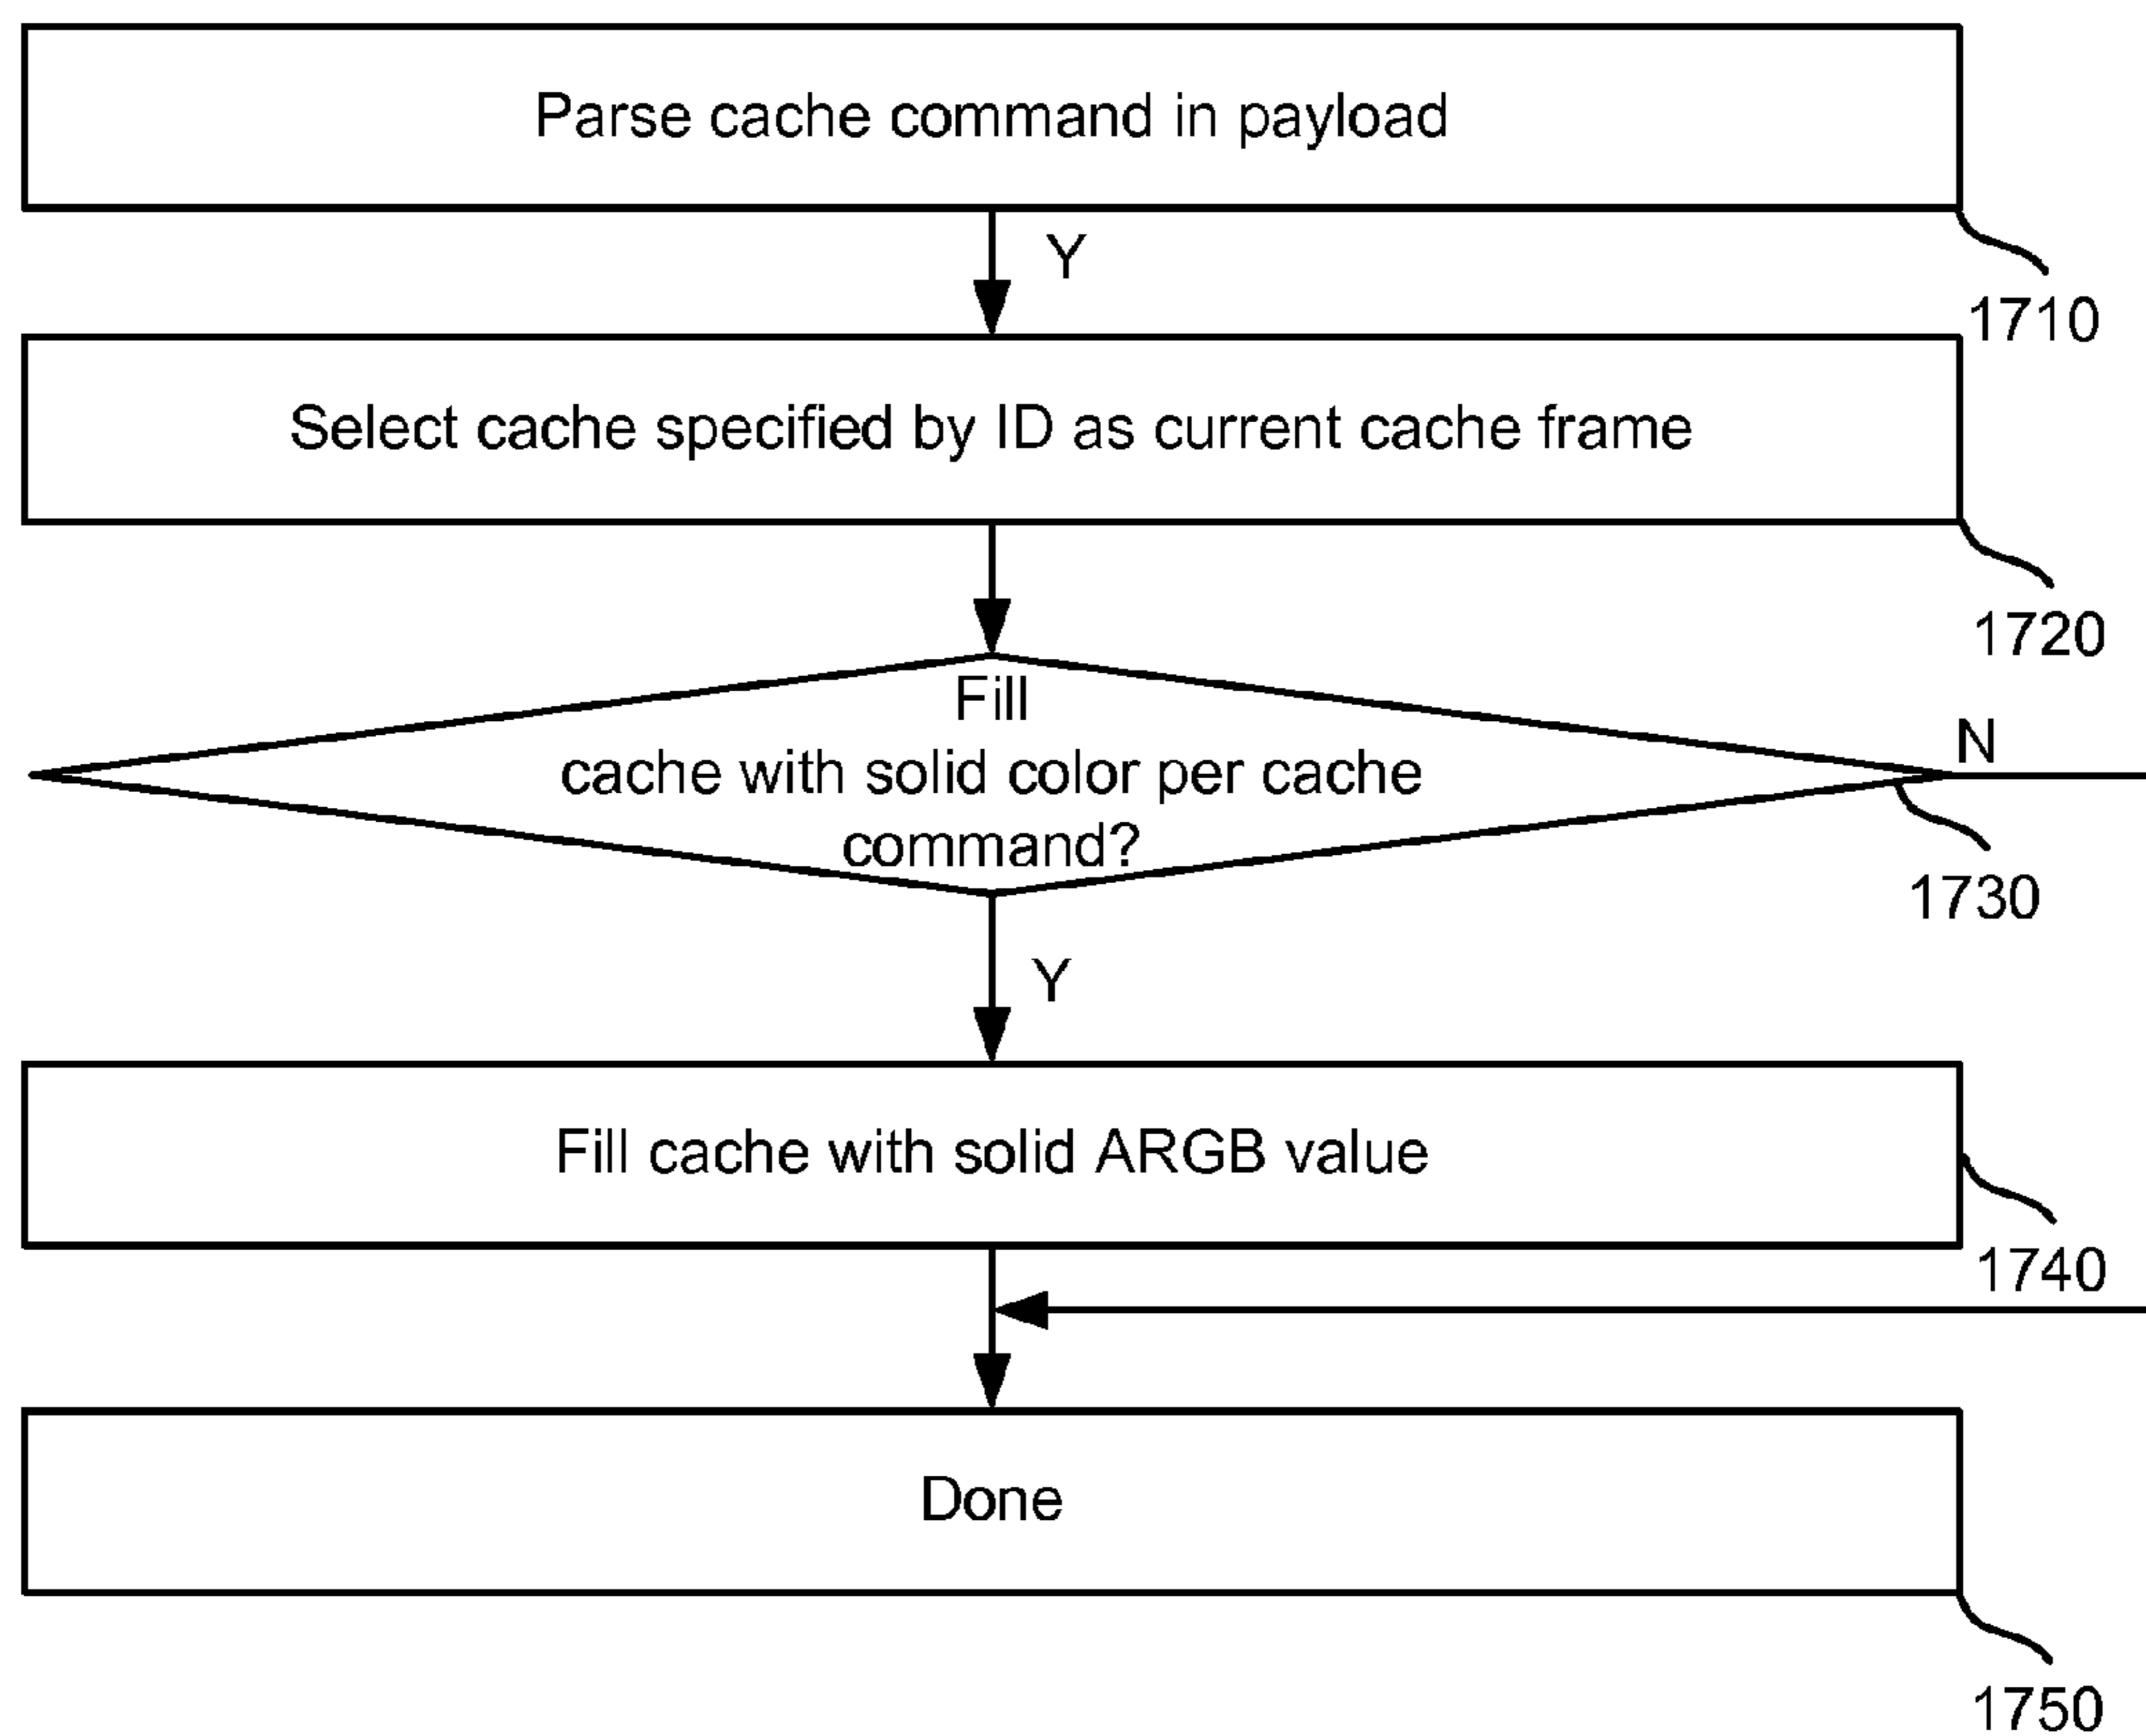 Parse cache command in payload
Y
1710
Select cache specified by ID as current cache frame
1720
Fill
cache with solid color per cache
command?
N
1730
Y
Fill cache with solid ARGB value
1740
Done
1750